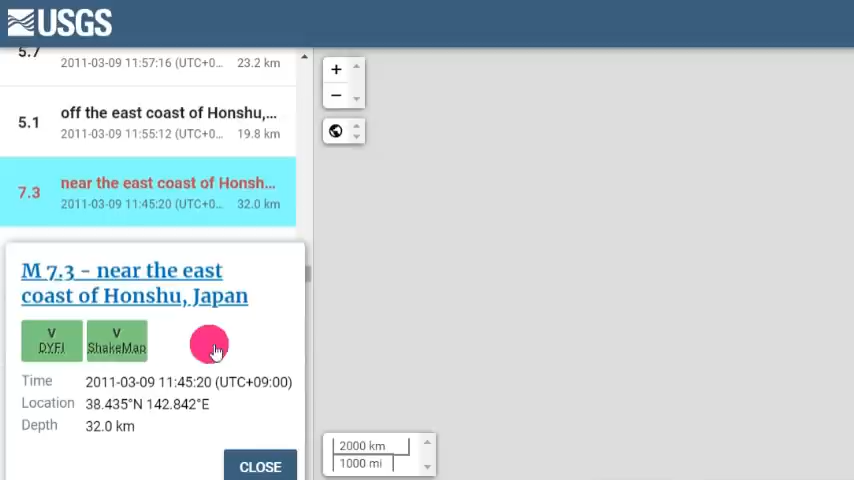 USGS
5.7
2011-03-09 11:57:16 (UTC+0... 23.2 km
5.1
off the east coast of Honshu,...
2011-03-09 11:55:12 (UTC+0... 19.8 km
7.3
near the east coast of Honsh...
2011-03-09 11:45:20 (UTC+0... 32.0 km
M 7.3 - near the east
coast of Honshu, Japan
V
DYFI
V
ShakeMap
Time 2011-03-09 11:45:20 (UTC+09:00)
Location 38.435°N 142.842°E
Depth 32.0 km
CLOSE
+
−
2000 km
1000 mi